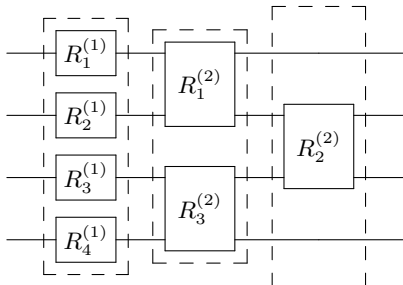 R_1^{(1)}
R_2^{(1)}
R_3^{(1)}
R_4^{(1)}
R_1^{(2)}
R_3^{(2)}
R_2^{(2)}